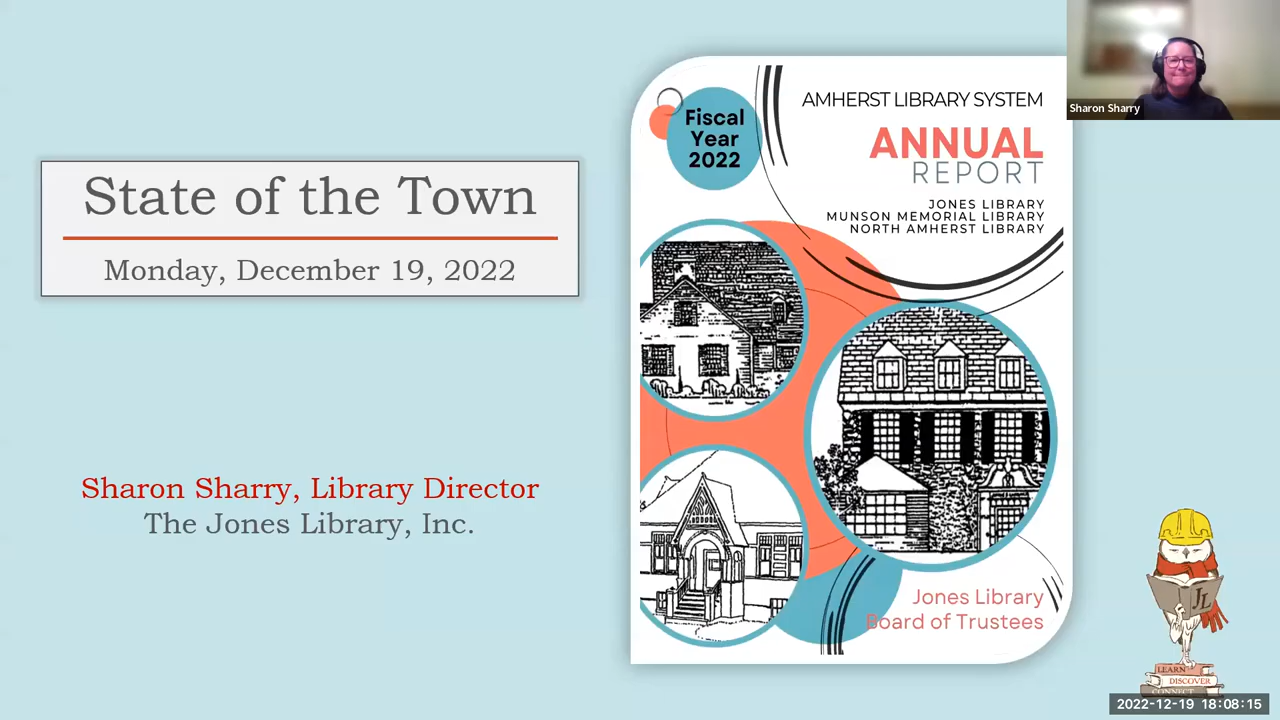 State of the Town
Monday, December 19, 2022
Sharon Sharry, Library Director
The Jones Library, Inc.
Fiscal
Year
2022
AMHERST LIBRARY SYSTEM
ANNUAL
REPORT
JONES LIBRARY
MUNSON MEMORIAL LIBRARY
NORTH AMHERST LIBRARY
Jones Library
Board of Trustees
Sharon Sharry
JL
LEARN
DISCOVER
CONNECT
2022-12-19 18:08:15